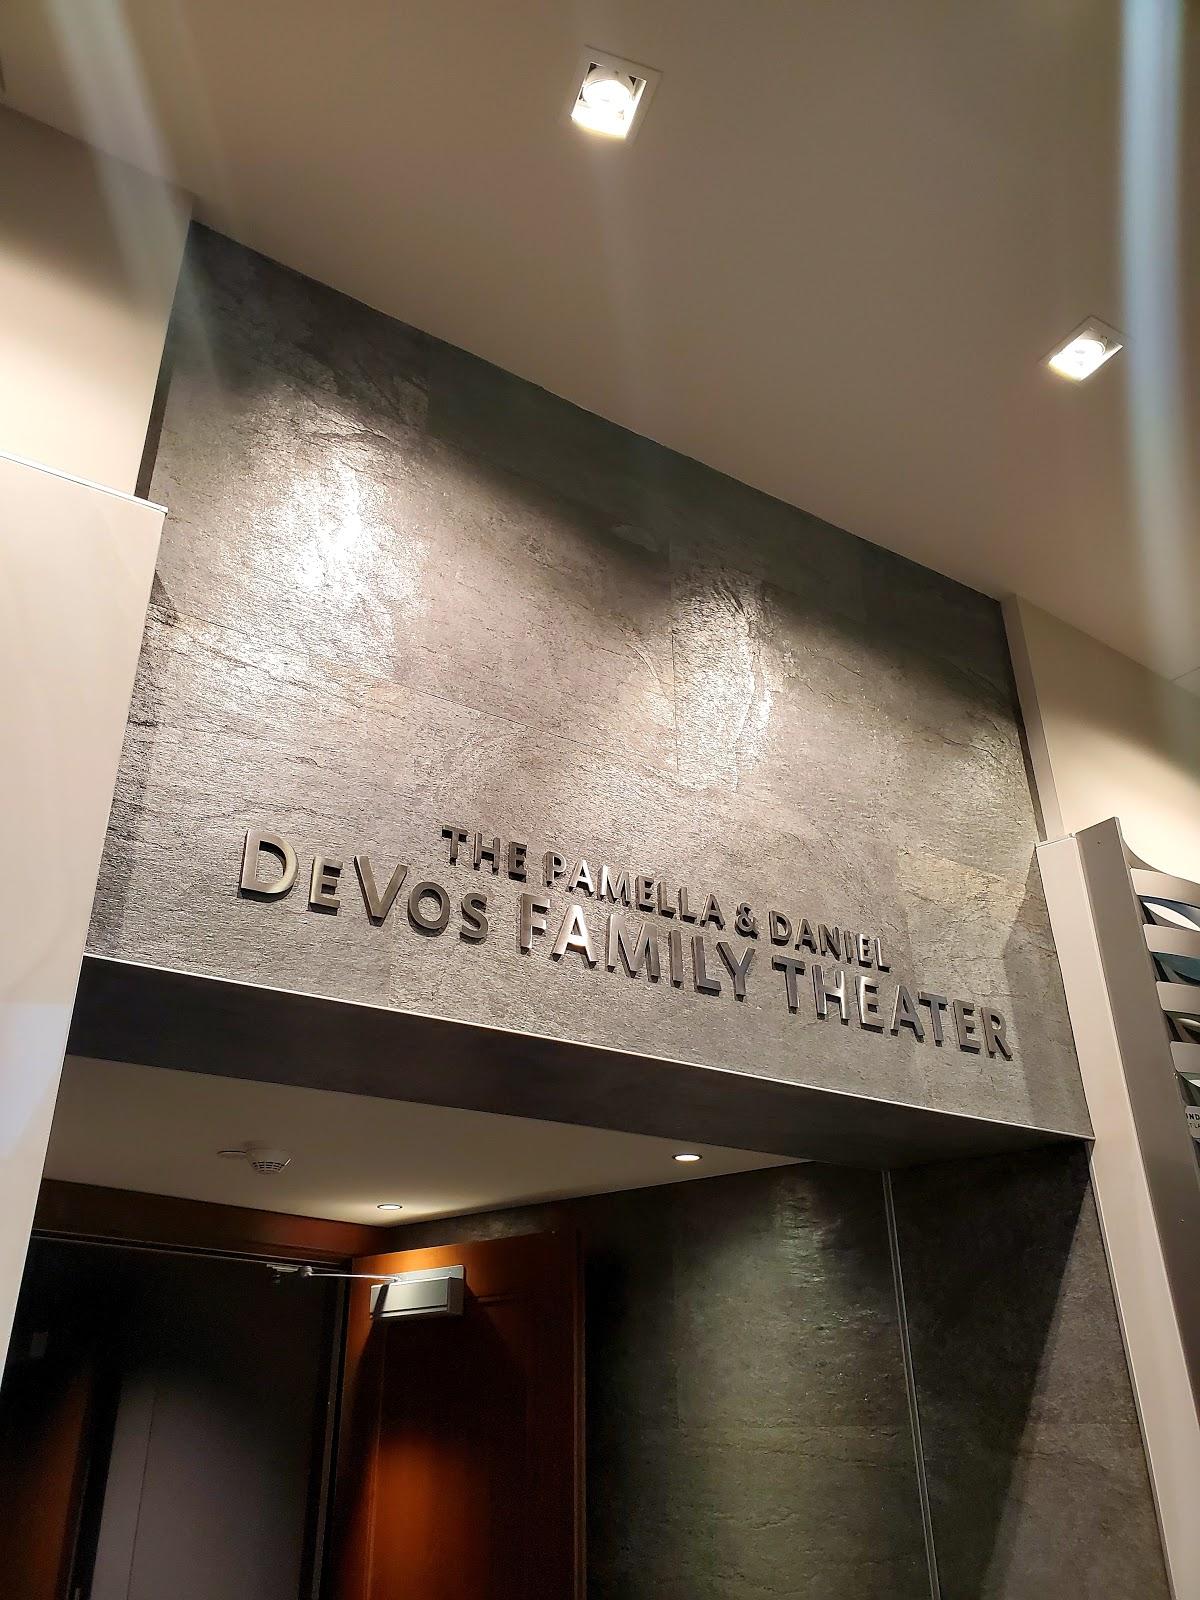 THE PAMELLA & DANIEL
DEVOS FAMILY THEATER